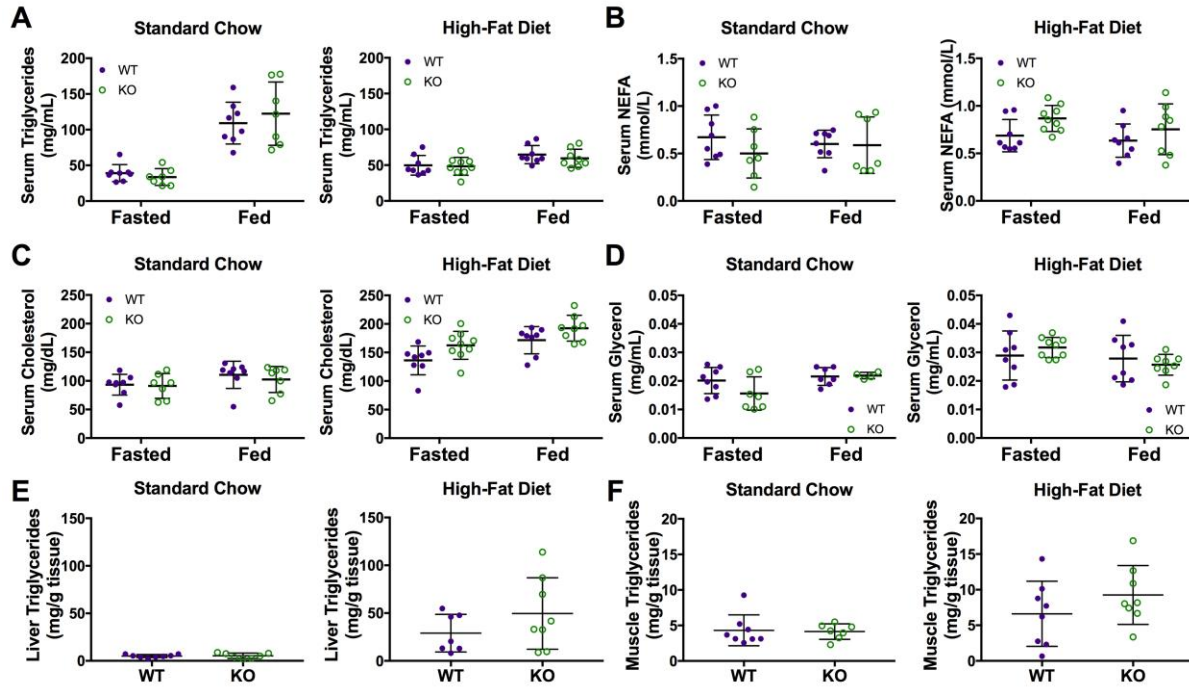 A
Standard Chow
Serum Triglycerides
(mg/mL)
200
150
100
50
0
WT
KO
Fasted
Fed
High-Fat Diet
Serum Triglycerides
(mg/mL)
200
150
100
50
0
WT
KO
Fasted
Fed
B
Standard Chow
Serum NEFA
(mmol/L)
1.5
1.0
0.5
0.0
WT
KO
Fasted
Fed
High-Fat Diet
Serum NEFA (mmol/L)
1.5
1.0
0.5
0.0
WT
KO
Fasted
Fed
C
Standard Chow
Serum Cholesterol
(mg/dL)
250
200
150
100
50
0
WT
KO
Fasted
Fed
High-Fat Diet
Serum Cholesterol
(mg/dL)
250
200
150
100
50
0
WT
KO
Fasted
Fed
D
Standard Chow
Serum Glycerol
(mg/mL)
0.05
0.04
0.03
0.02
0.01
0.00
WT
KO
Fasted
Fed
High-Fat Diet
Serum Glycerol
(mg/mL)
0.05
0.04
0.03
0.02
0.01
0.00
WT
KO
Fasted
Fed
E
Standard Chow
Liver Triglycerides
(mg/g tissue)
150
100
50
0
WT
KO
High-Fat Diet
Liver Triglycerides
(mg/g tissue)
150
100
50
0
WT
KO
F
Standard Chow
Muscle Triglycerides
(mg/g tissue)
20
15
10
5
0
WT
KO
High-Fat Diet
Muscle Triglycerides
(mg/g tissue)
20
15
10
5
0
WT
KO